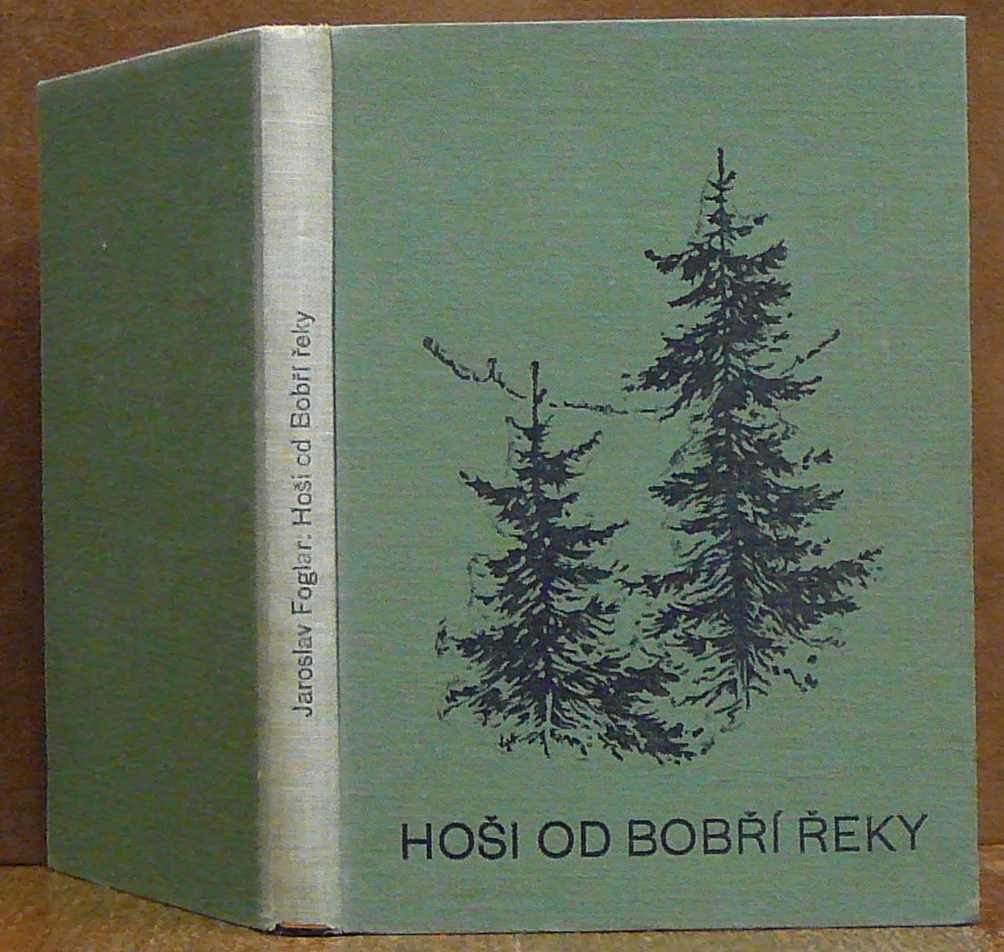 Jaroslav Foglar: Hoši od Bobří řeky
HOŠI OD BOBŘÍ ŘEKY